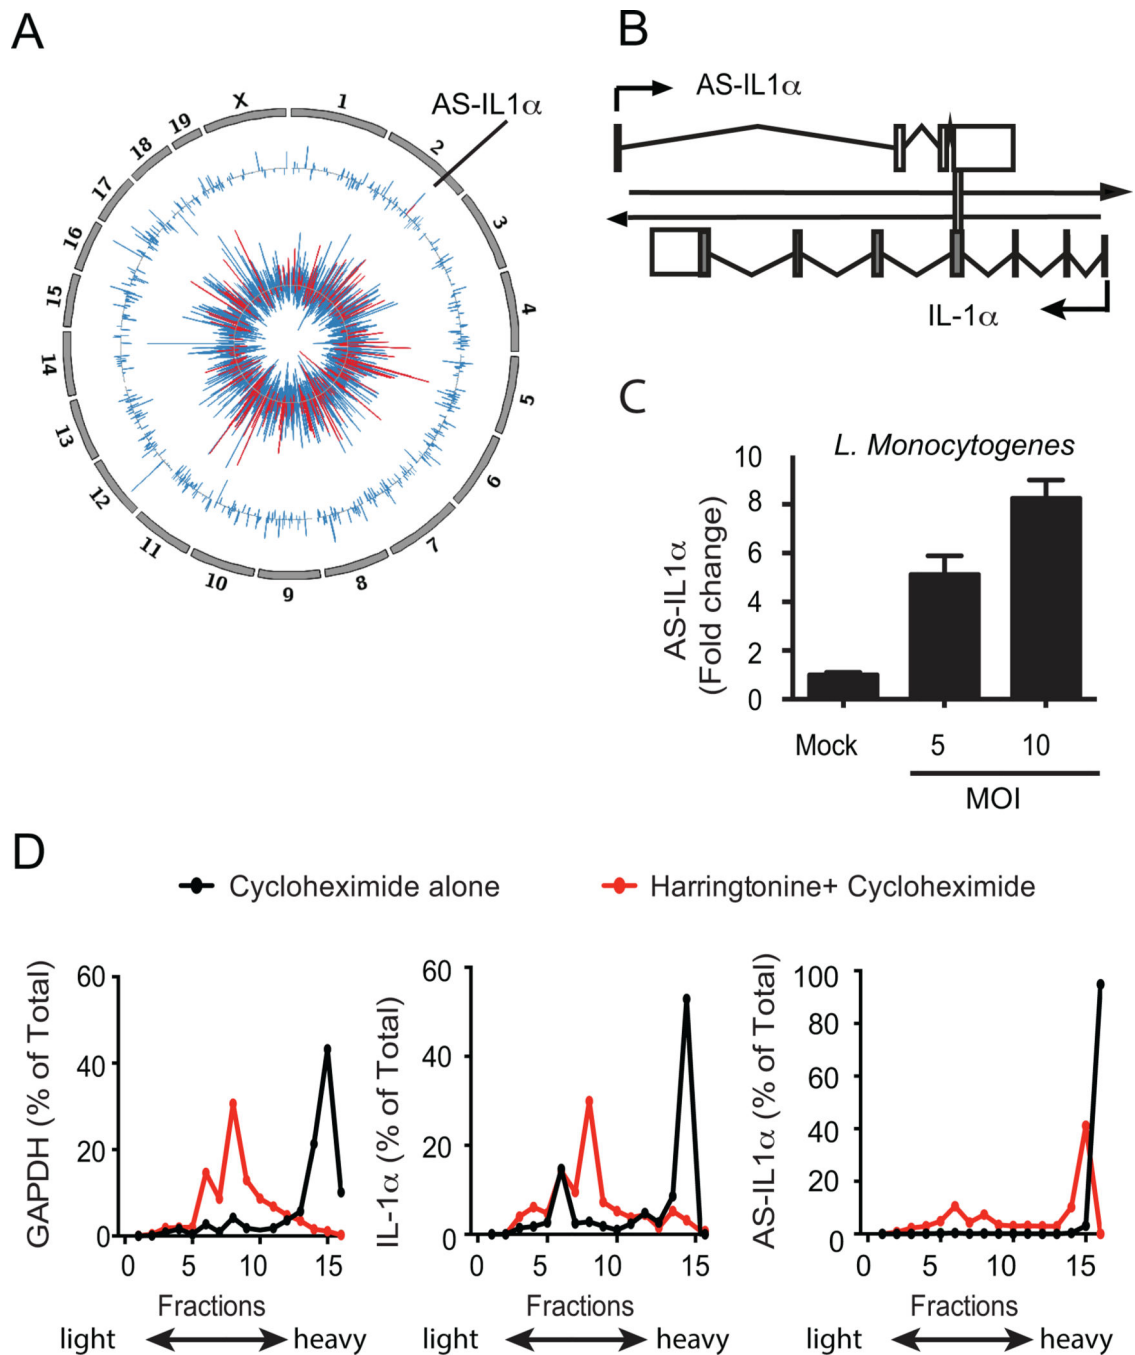 A
AS-IL1α
X
1
2
3
4
5
6
7
8
9
10
11
12
13
14
15
16
17
18
19
B
AS-IL1α
IL-1α
C
L. Monocytogenes
AS-IL1α
(Fold change)
10
8
6
4
2
0
Mock
5
10
MOI
D
Cycloheximide alone
Harringtonine+ Cycloheximide
GAPDH (% of Total)
60
40
20
0
0 5 10 15
Fractions
light heavy
IL-1α (% of Total)
60
40
20
0
0 5 10 15
Fractions
light heavy
AS-IL1α (% of Total)
100
80
60
40
20
0
0 5 10 15
Fractions
light heavy